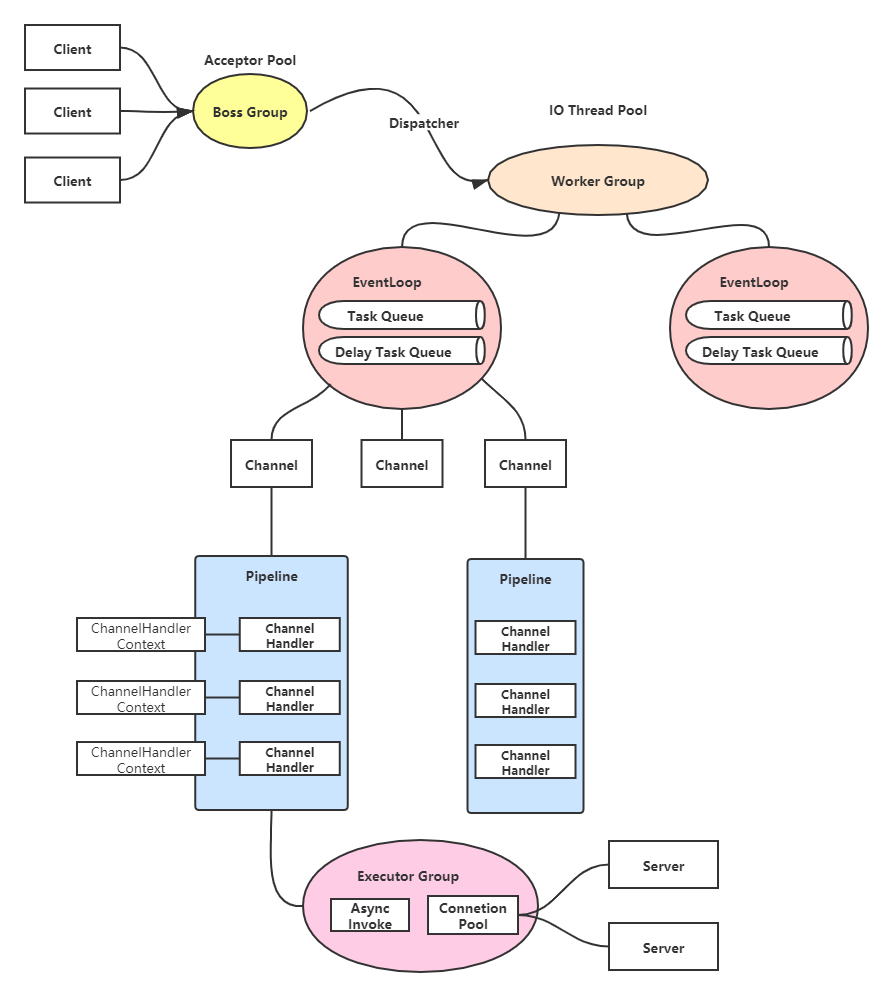 Client
Acceptor Pool
Client
Boss Group
Dispatcher
IO Thread Pool
Client
Worker Group
EventLoop
Task Queue
Delay Task Queue
EventLoop
Task Queue
Delay Task Queue
Channel
Channel
Channel
Pipeline
ChannelHandler
Context
Channel
Handler
ChannelHandler
Context
Channel
Handler
ChannelHandler
Context
Channel
Handler
Pipeline
Channel
Handler
Channel
Handler
Channel
Handler
Executor Group
Async
Invoke
Connetion
Pool
Server
Server